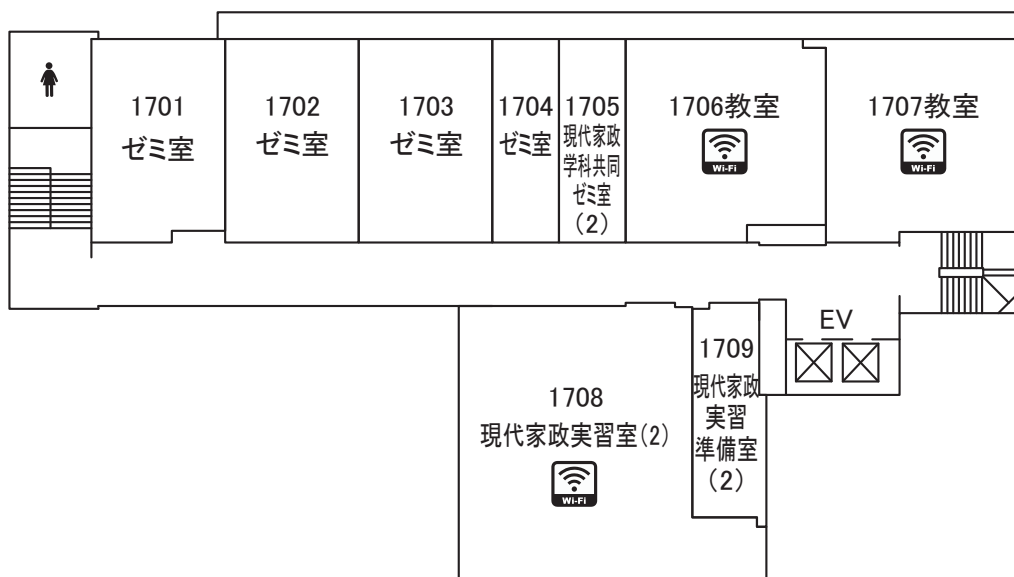 1701
ゼミ室
1702
ゼミ室
1703
ゼミ室
1704
ゼミ室
1705
現代家政
学科共同
ゼミ室
(2)
1706教室
Wi-Fi
1707教室
Wi-Fi
1708
現代家政実習室(2)
Wi-Fi
1709
現代家政
実習
準備室
(2)
EV